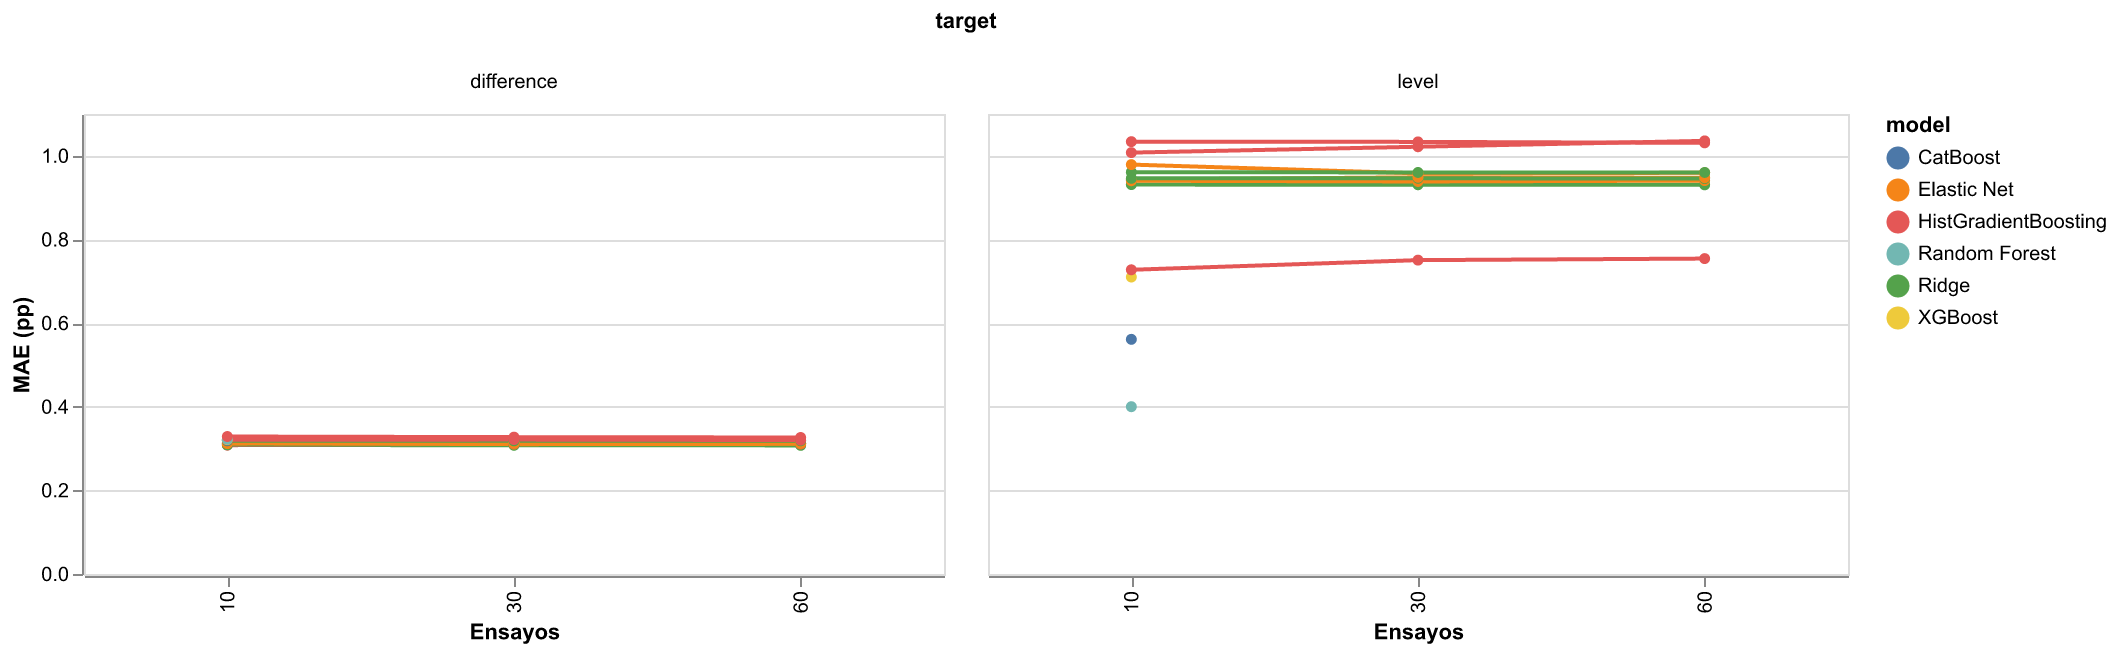 target
difference
level
MAE (pp)
1.0
0.8
0.6
0.4
0.2
0.0
10
30
60
Ensayos
10
30
60
Ensayos
model
CatBoost
Elastic Net
HistGradientBoosting
Random Forest
Ridge
XGBoost